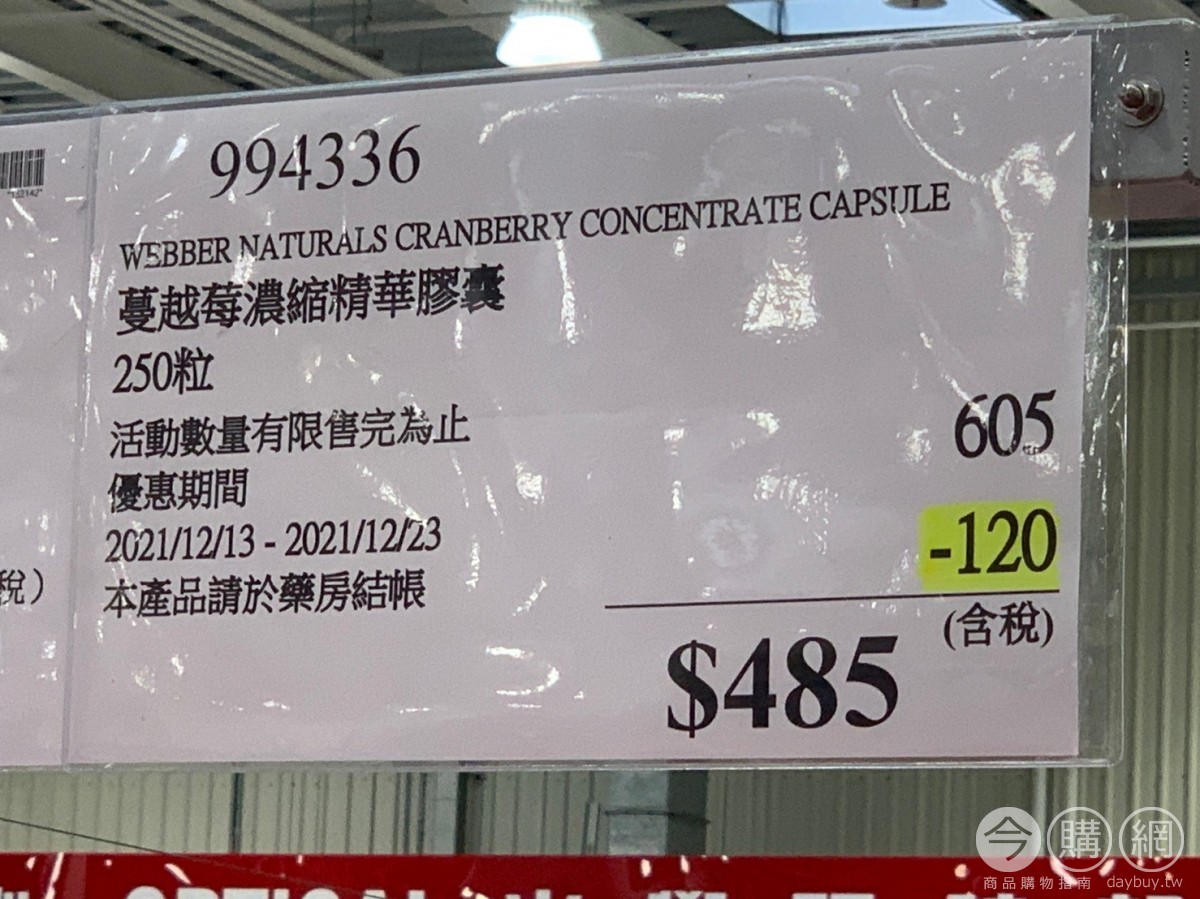 994336
WEBBER NATURALS CRANBERRY CONCENTRATE CAPSULE
蔓越莓濃縮精華膠囊
250粒
活動數量有限售完為止
優惠期間
2021/12/13 - 2021/12/23
本產品請於藥房結帳
605
-120
(含稅)
$485
稅）
今購網
商品購物指南 daybuy.tw